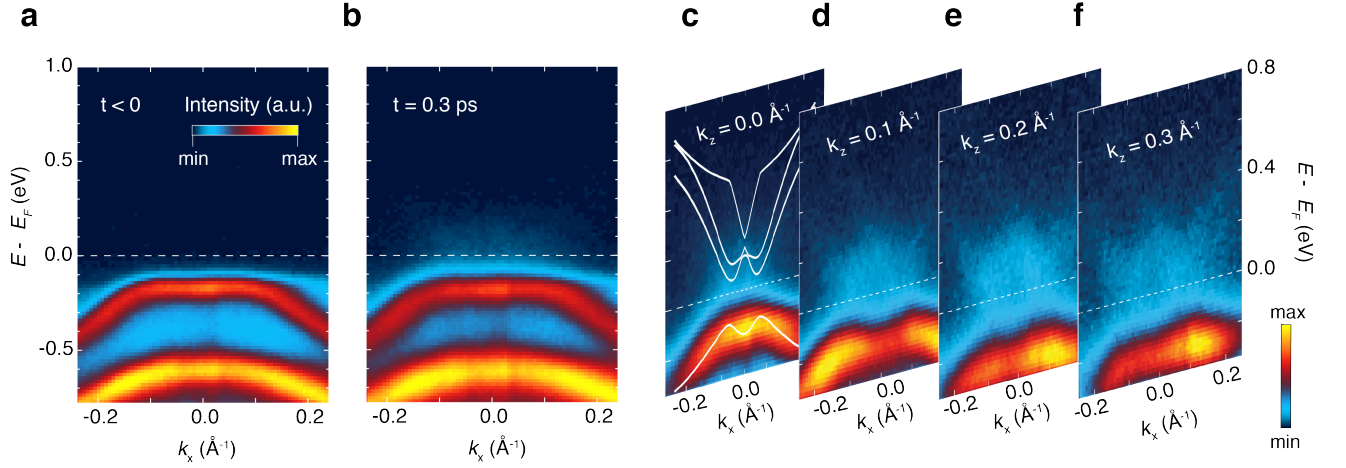 a
b
c
d
e
f
1.0
0.5
0.0
-0.5
E - E_F (eV)
t < 0
Intensity (a.u.)
min
max
-0.2
0.0
0.2
k_x (Å⁻¹)
t = 0.3 ps
-0.2
0.0
0.2
k_x (Å⁻¹)
k_z = 0.0 Å⁻¹
-0.2
0.0
k_x (Å⁻¹)
k_z = 0.1 Å⁻¹
-0.2
0.0
k_x (Å⁻¹)
k_z = 0.2 Å⁻¹
-0.2
0.0
k_x (Å⁻¹)
k_z = 0.3 Å⁻¹
-0.2
0.0
0.2
k_x (Å⁻¹)
0.8
0.4
0.0
E - E_F (eV)
max
min